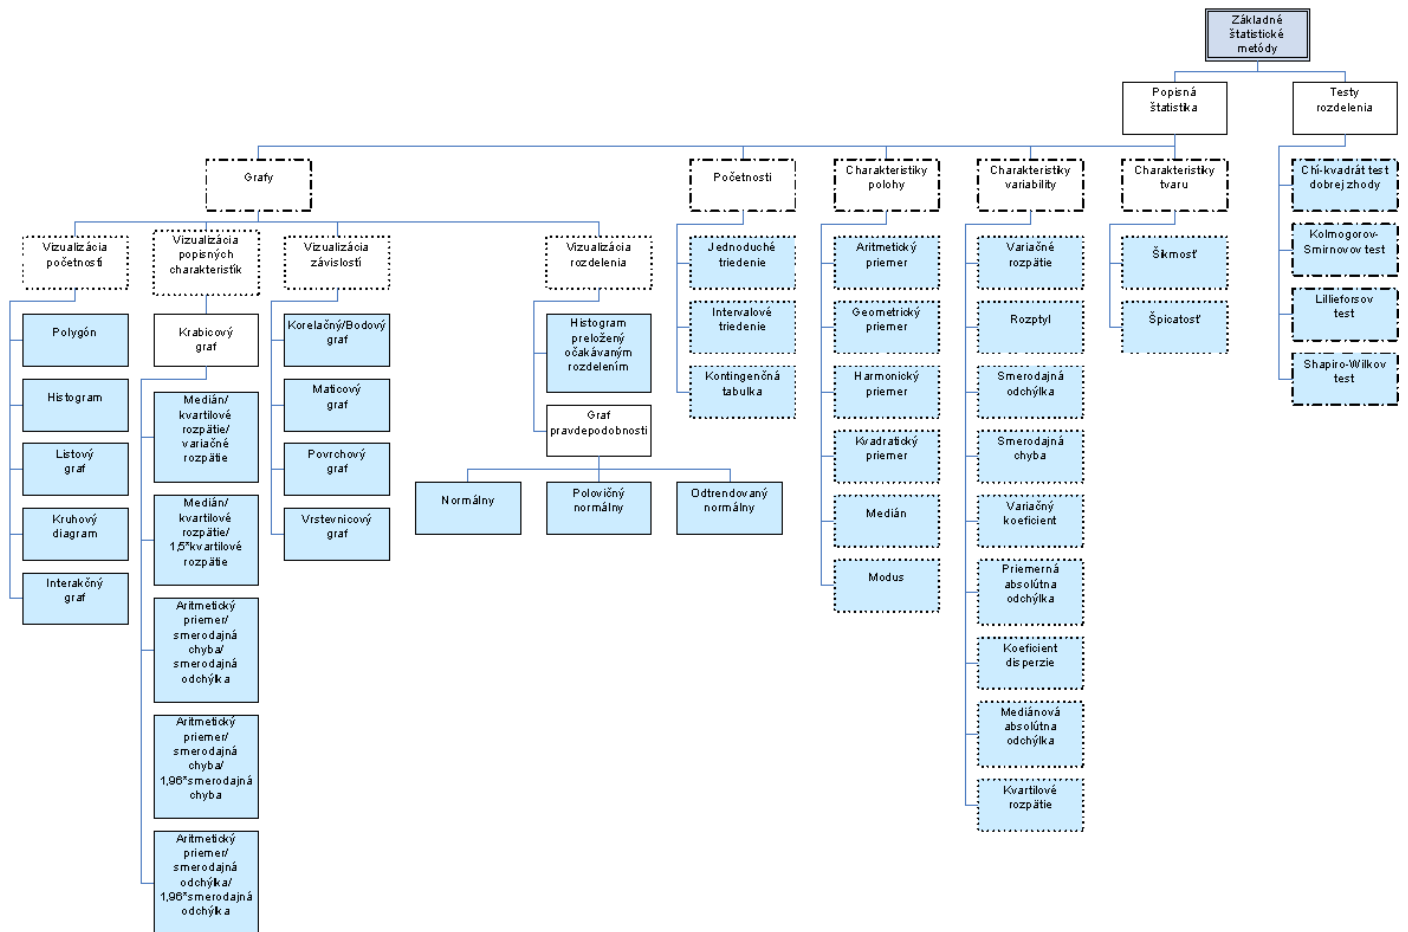 Základné
štatistické
metódy
Popisná
štatistika
Testy
rozdelenia
Grafy
Početnosti
Charakteristiky
polohy
Charakteristiky
variability
Charakteristiky
tvaru
Chí-kvadrát test
dobrej zhody
Kolmogorov-
Smirnovov test
Lillieforsov
test
Shapiro-Wilkov
test
Vizualizácia
početností
Vizualizácia
popisných
charakteristík
Vizualizácia
závislostí
Vizualizácia
rozdelenia
Polygón
Histogram
Listový
graf
Kruhový
diagram
Interakčný
graf
Krabicový
graf
Medián/
kvartilové
rozpätie/
variačné
rozpätie
Medián/
kvartilové
rozpätie/
1,5*kvartilové
rozpätie
Aritmetický
priemer/
smerodajná
chyba/
smerodajná
odchýlka
Aritmetický
priemer/
smerodajná
chyba/
1,96*smerodajná
chyba
Aritmetický
priemer/
smerodajná
odchýlka/
1,96*smerodajná
odchýlka
Korelačný/Bodový
graf
Maticový
graf
Povrchový
graf
Vrstevnicový
graf
Histogram
preložený
očakávaným
rozdelením
Graf
pravdepodobnosti
Normálny
Polovičný
normálny
Odtrendovaný
normálny
Jednoduché
triedenie
Intervalové
triedenie
Kontingenčná
tabulka
Aritmetický
priemer
Geometrický
priemer
Harmonický
priemer
Kvadratický
priemer
Medián
Modus
Variačné
rozpätie
Rozptyl
Smerodajná
odchýlka
Smerodajná
chyba
Variačný
koeficient
Priemerná
absolútna
odchýlka
Koeficient
disperzie
Mediánová
absolútna
odchýlka
Kvartilové
rozpätie
Šikmosť
Špicatosť